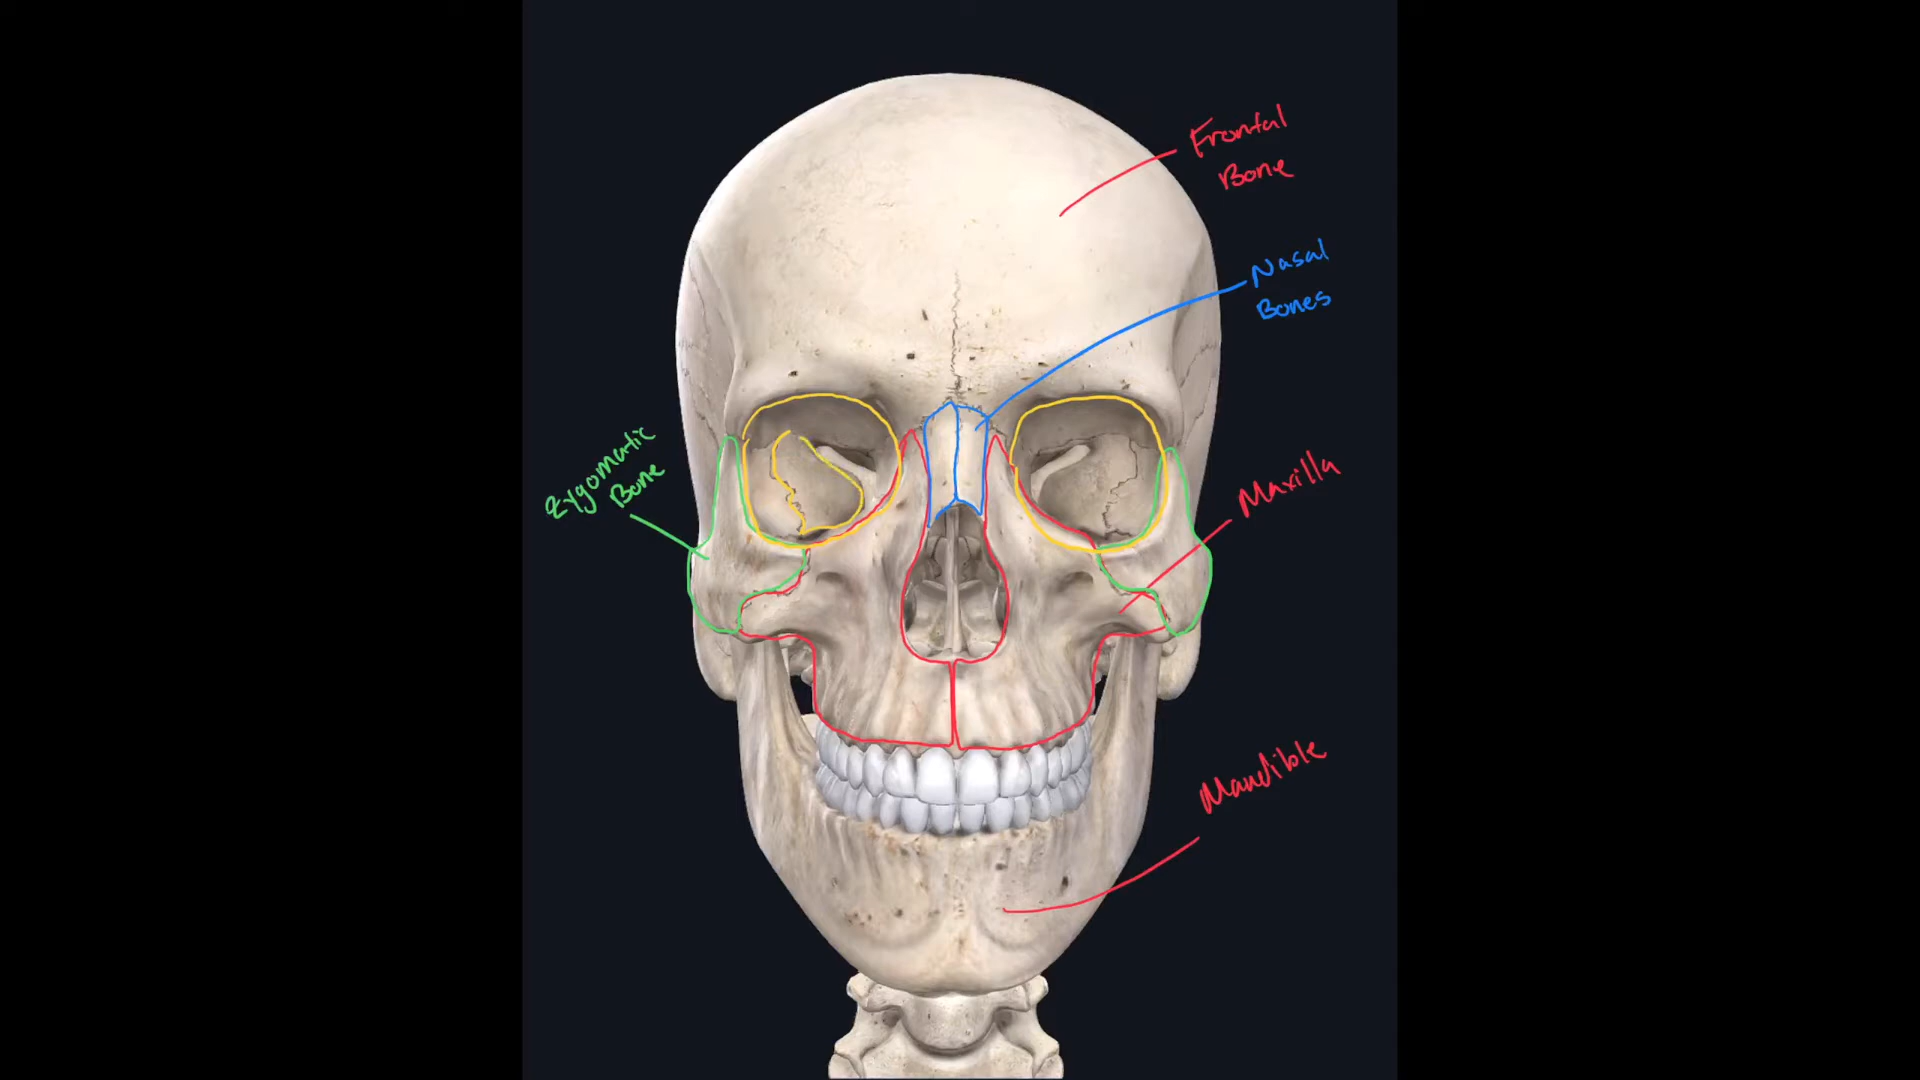 Frontal
Bone
Nasal
Bones
Zygomatic
Bone
Maxilla
Mandible